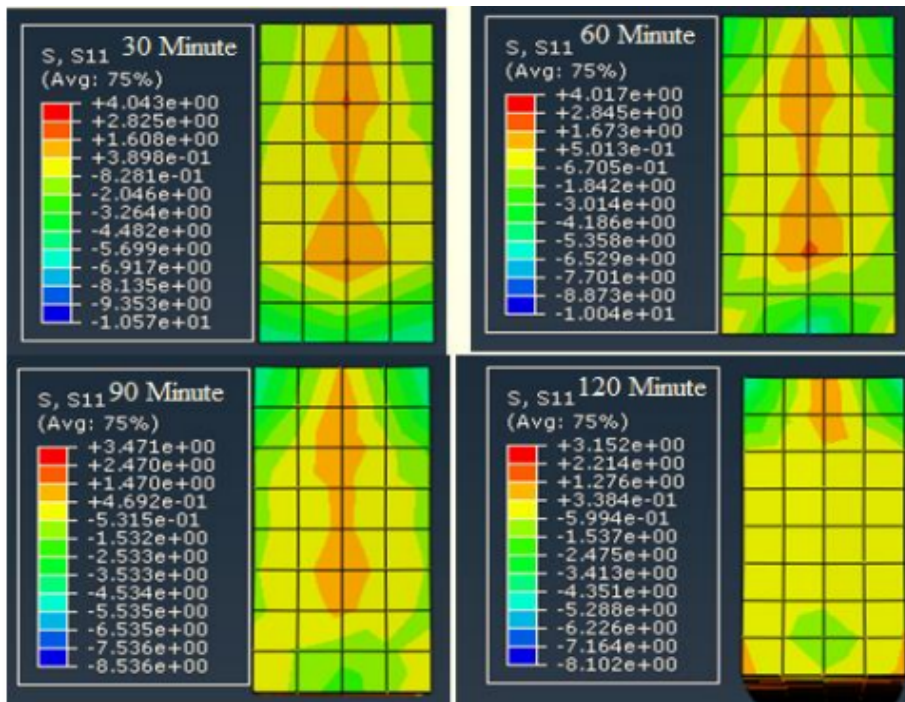 30 Minute
S, S11
(Avg: 75%)
+4.043e+00
+2.825e+00
+1.608e+00
+3.898e-01
-8.281e-01
-2.046e+00
-3.264e+00
-4.482e+00
-5.699e+00
-6.917e+00
-8.135e+00
-9.353e+00
-1.057e+01
60 Minute
S, S11
(Avg: 75%)
+4.017e+00
+2.845e+00
+1.673e+00
+5.013e-01
-6.705e-01
-1.842e+00
-3.014e+00
-4.186e+00
-5.358e+00
-6.529e+00
-7.701e+00
-8.873e+00
-1.004e+01
90 Minute
S, S11
(Avg: 75%)
+3.471e+00
+2.470e+00
+1.470e+00
+4.692e-01
-5.315e-01
-1.532e+00
-2.533e+00
-3.533e+00
-4.534e+00
-5.535e+00
-6.535e+00
-7.536e+00
-8.536e+00
120 Minute
S, S11
(Avg: 75%)
+3.152e+00
+2.214e+00
+1.276e+00
+3.384e-01
-5.994e-01
-1.537e+00
-2.475e+00
-3.413e+00
-4.351e+00
-5.288e+00
-6.226e+00
-7.164e+00
-8.102e+00